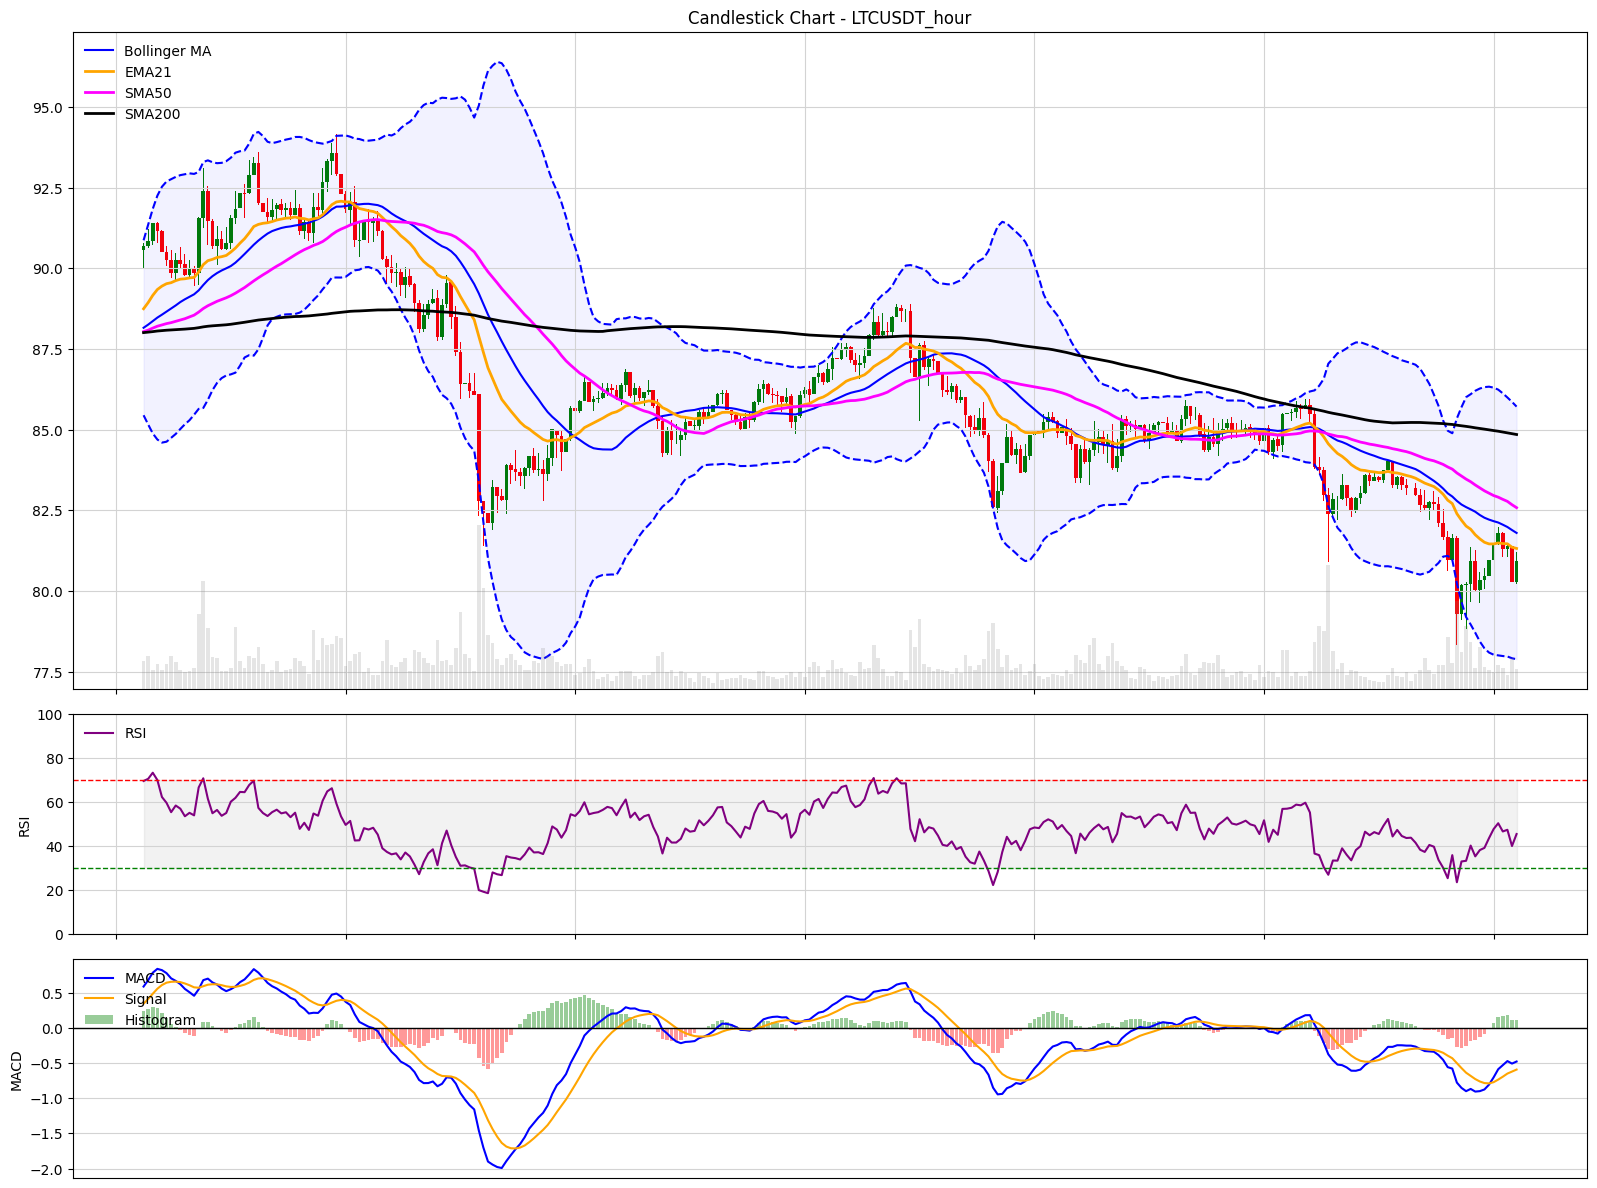 Candlestick Chart - LTCUSDT_hour
Bollinger MA
EMA21
SMA50
SMA200
95.0
92.5
90.0
87.5
85.0
82.5
80.0
77.5
RSI
100
80
60
40
20
0
RSI
MACD
Signal
Histogram
0.5
0.0
−0.5
−1.0
−1.5
−2.0
MACD